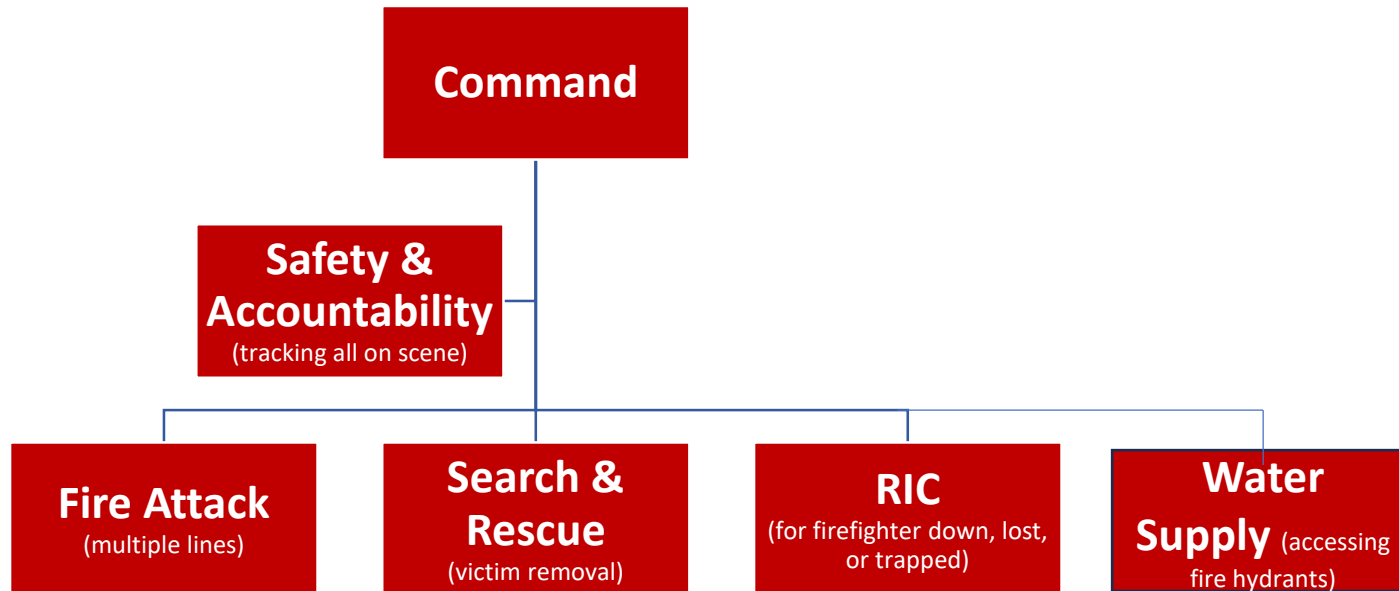 Command
Safety &
Accountability
(tracking all on scene)
Fire Attack
(multiple lines)
Search &
Rescue
(victim removal)
RIC
(for firefighter down, lost,
or trapped)
Water
Supply (accessing
fire hydrants)